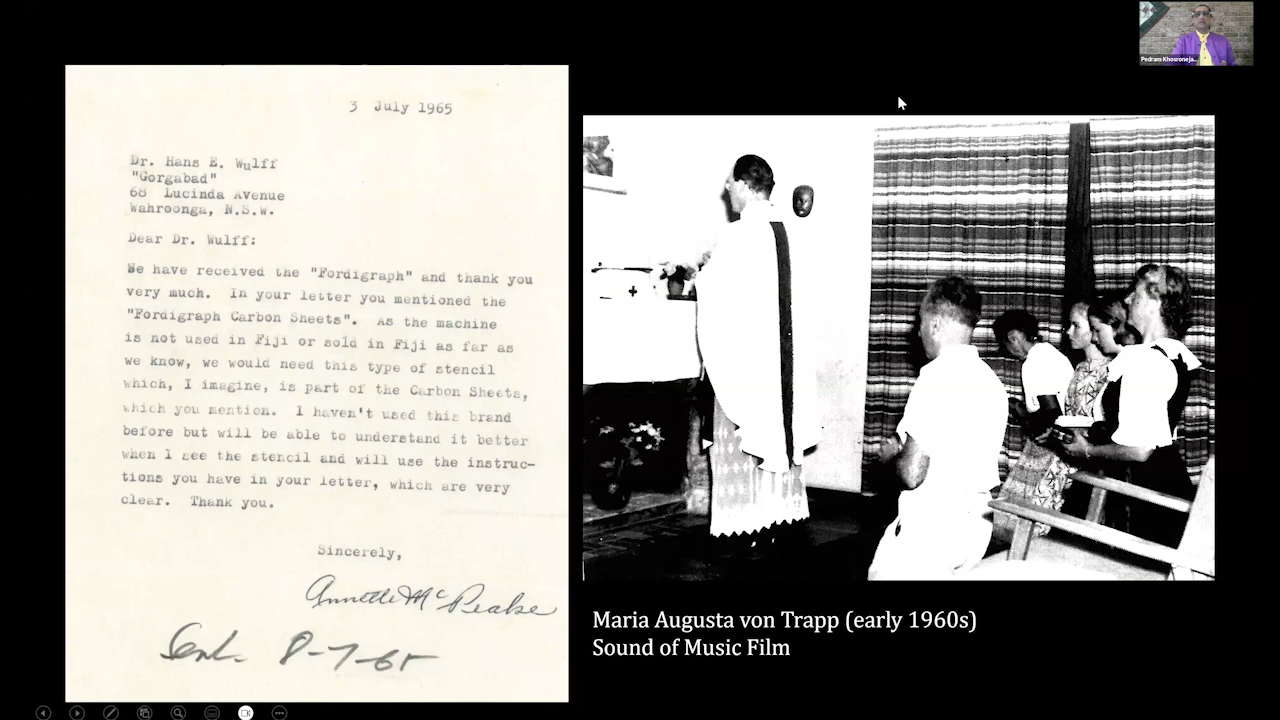 Pedram Khosroneja...
3 July 1965
Dr. Hans E. Wulff
"Gorgabad"
68 Lucinda Avenue
Wahroonga, N.S.W.
Dear Dr. Wulff:
We have received the "Fordigraph" and thank you
very much. In your letter you mentioned the
"Fordigraph Carbon Sheets". As the machine
is not used in Fiji or sold in Fiji as far as
we know, we would need this type of stencil
which, I imagine, is part of the Carbon Sheets,
which you mention. I haven't used this brand
before but will be able to understand it better
when I see the stencil and will use the instruc-
tions you have in your letter, which are very
clear. Thank you.
Sincerely,
Annette McPeake
Sent. 8-7-65
Maria Augusta von Trapp (early 1960s)
Sound of Music Film